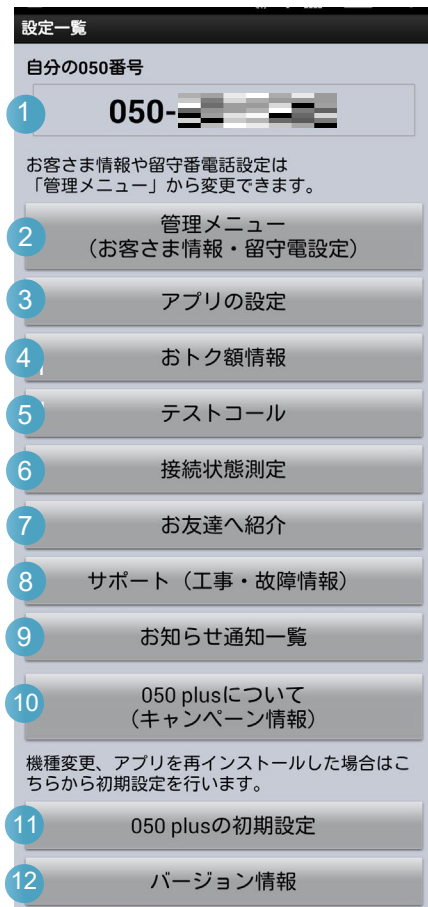 設定一覧
自分の050番号
1
050-
お客さま情報や留守番電話設定は
「管理メニュー」から変更できます。
2
管理メニュー
（お客さま情報・留守電設定）
3
アプリの設定
4
おトク額情報
5
テストコール
6
接続状態測定
7
お友達へ紹介
8
サポート（工事・故障情報）
9
お知らせ通知一覧
10
050 plusについて
（キャンペーン情報）
機種変更、アプリを再インストールした場合はこ
ちらから初期設定を行います。
11
050 plusの初期設定
12
バージョン情報